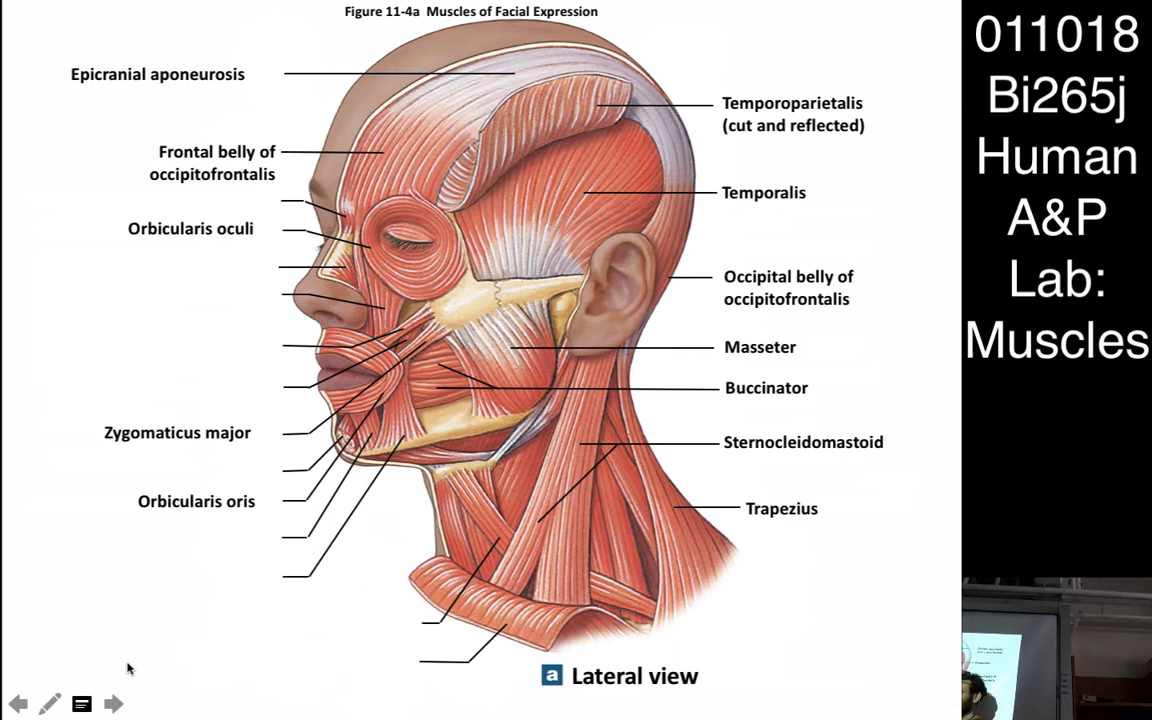 Figure 11-4a Muscles of Facial Expression
Epicranial aponeurosis
Frontal belly of
occipitofrontalis
Orbicularis oculi
Zygomaticus major
Orbicularis oris
Temporoparietalis
(cut and reflected)
Temporalis
Occipital belly of
occipitofrontalis
Masseter
Buccinator
Sternocleidomastoid
Trapezius
a Lateral view
011018
Bi265j
Human
A&P
Lab:
Muscles